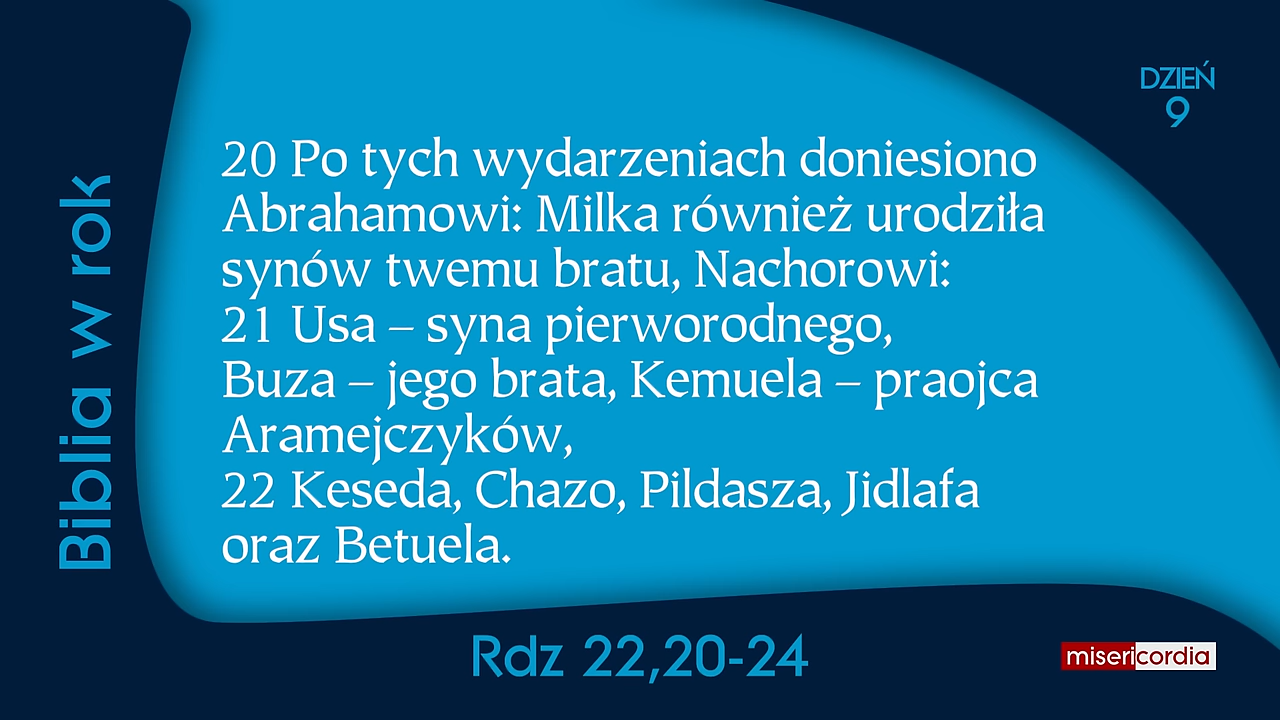 DZIEŃ
9
Biblia w rok
20 Po tych wydarzeniach doniesiono
Abrahamowi: Milka również urodziła
synów twemu bratu, Nachorowi:
21 Usa – syna pierworodnego,
Buza – jego brata, Kemuela – praojca
Aramejczyków,
22 Keseda, Chazo, Pildasza, Jidlafa
oraz Betuela.
Rdz 22,20-24
misericordia